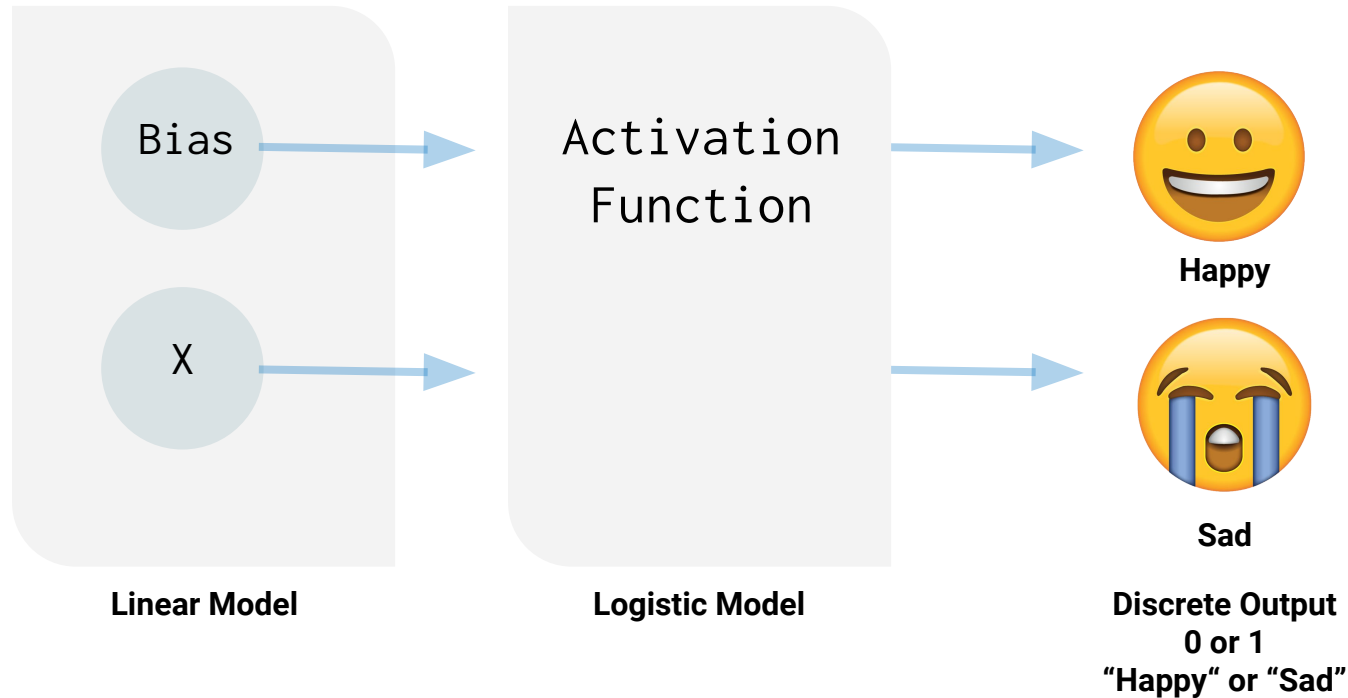 Bias
X
Linear Model
Activation
Function
Logistic Model
Happy
Sad
Discrete Output
0 or 1
“Happy“ or “Sad”